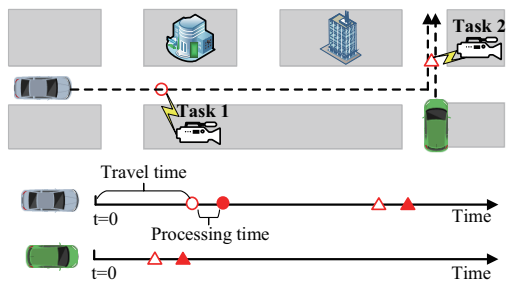 Task 2
Task 1
Travel time
t=0
Time
Processing time
t=0
Time